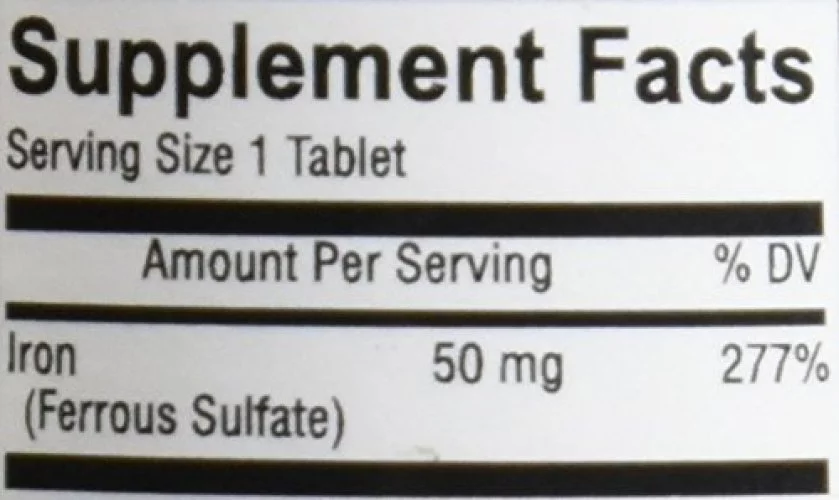 Supplement Facts
Serving Size 1 Tablet
Amount Per Serving % DV
Iron 50 mg 277%
(Ferrous Sulfate)